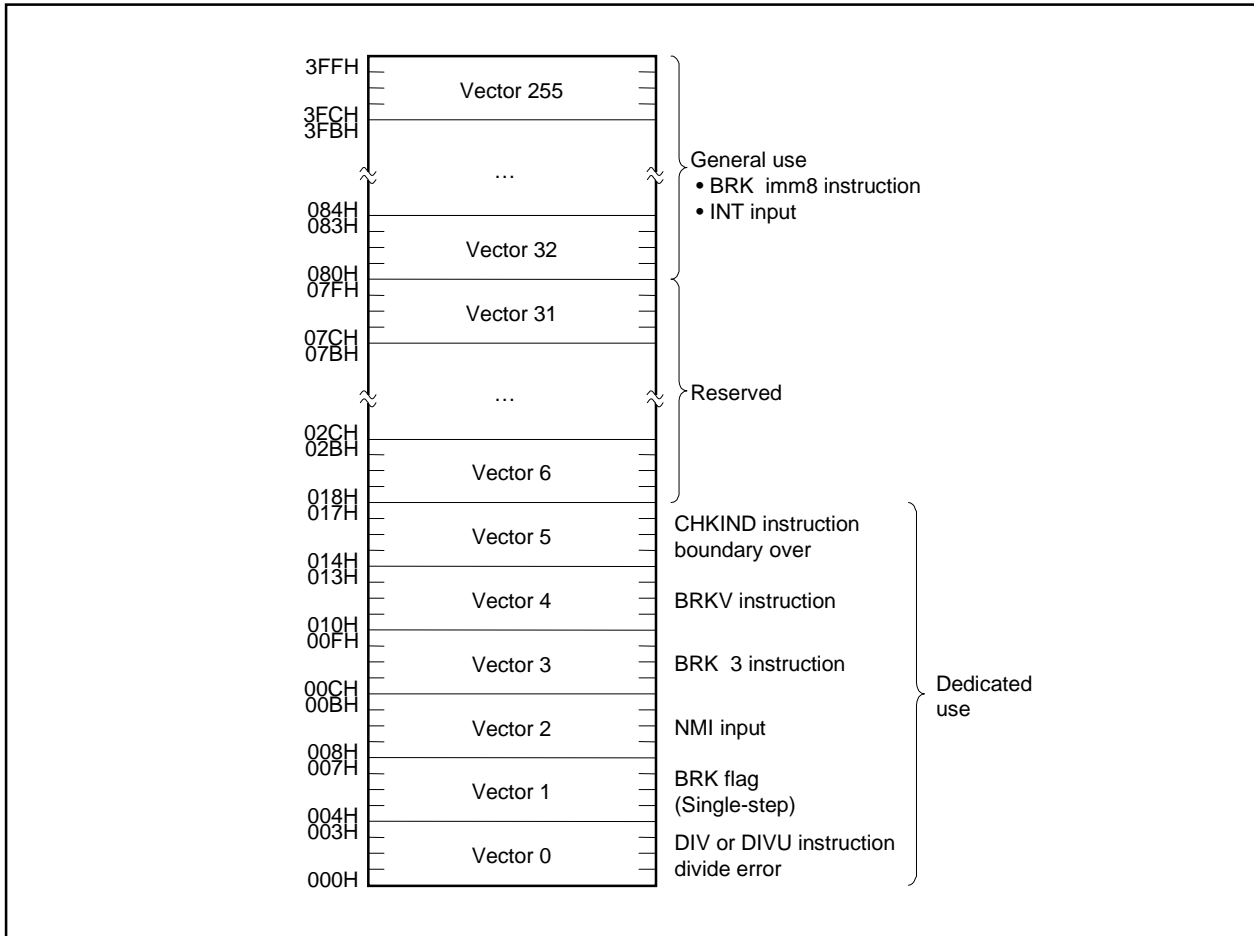 3FFH
Vector 255
3FCH
3FBH
General use
• BRK imm8 instruction
• INT input
…
084H
083H
Vector 32
080H
07FH
Vector 31
07CH
07BH
Reserved
…
02CH
02BH
Vector 6
018H
017H
Vector 5
CHKIND instruction
boundary over
014H
013H
Vector 4
BRKV instruction
010H
00FH
Vector 3
BRK 3 instruction
00CH
00BH
Dedicated
use
Vector 2
NMI input
008H
007H
Vector 1
BRK flag
(Single-step)
004H
003H
Vector 0
DIV or DIVU instruction
divide error
000H